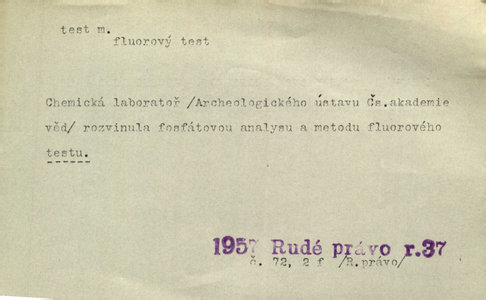 test m.
fluorový test
Chemická laboratoř /Archeologického ústavu Čs.akademie
věd/ rozvinula fosfátovou analysu a metodu fluorového
testu.
1957 Rudé právo r.37
č. 72, 2 f /R.právo/